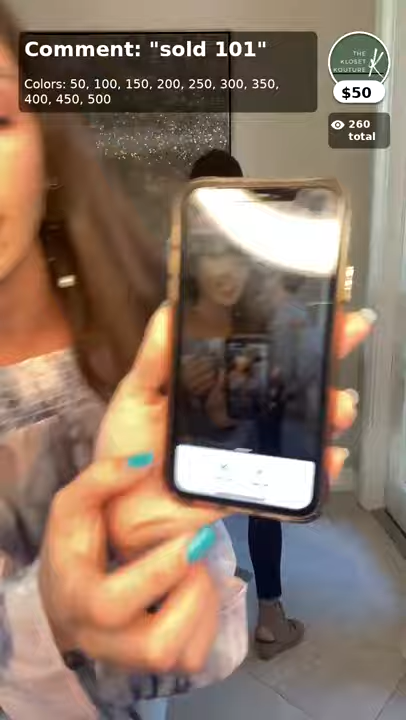 Comment: "sold 101"
Colors: 50, 100, 150, 200, 250, 300, 350,
400, 450, 500
THE
KLOSET
KOUTURE
K
$50
260
total